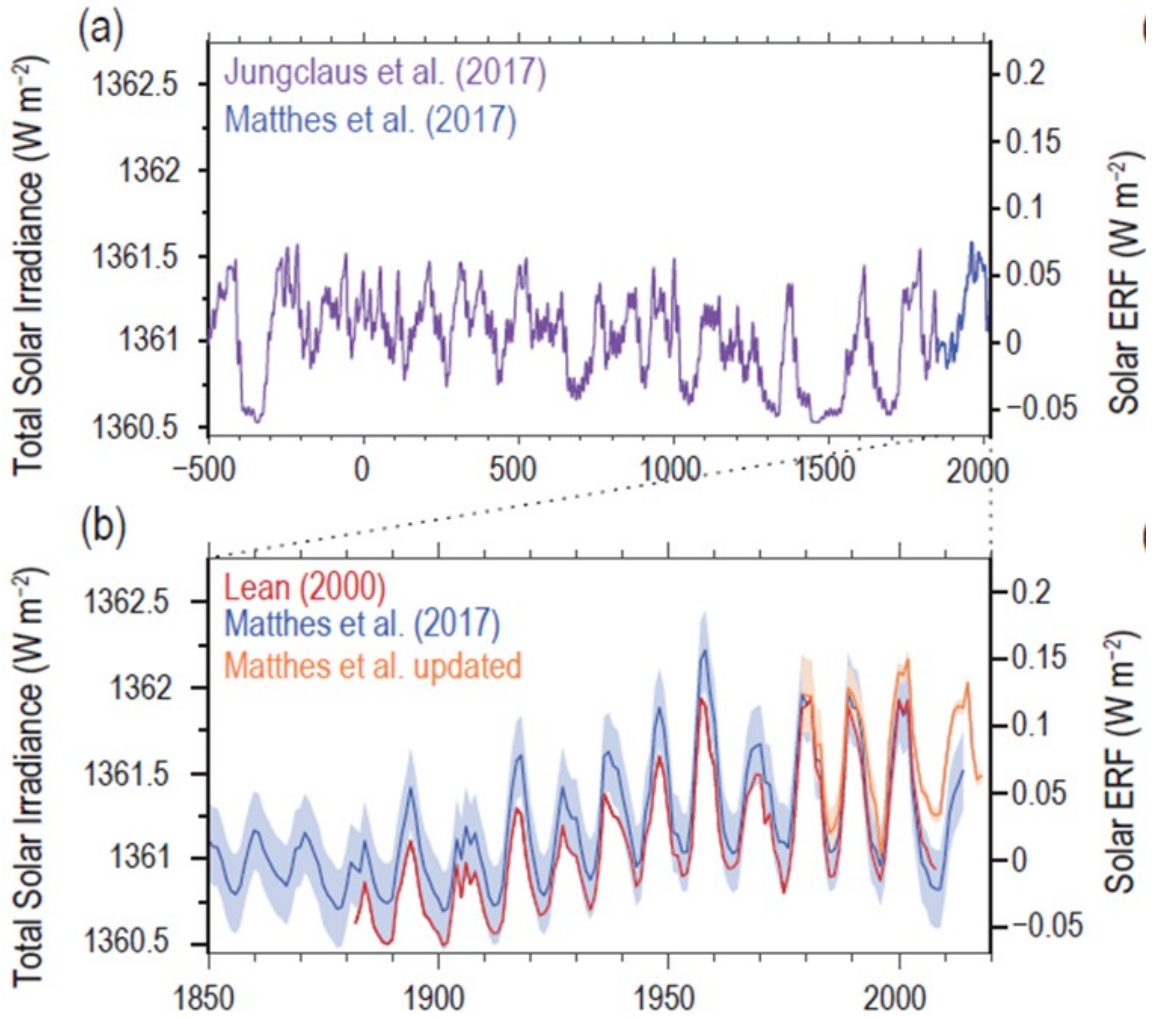 (a)
Total Solar Irradiance (W m⁻²)
1362.5
1362
1361.5
1361
1360.5
Jungclaus et al. (2017)
Matthes et al. (2017)
0.2
0.15
0.1
0.05
0
−0.05
Solar ERF (W m⁻²)
−500
0
500
1000
1500
2000
(b)
Total Solar Irradiance (W m⁻²)
1362.5
1362
1361.5
1361
1360.5
Lean (2000)
Matthes et al. (2017)
Matthes et al. updated
0.2
0.15
0.1
0.05
0
−0.05
Solar ERF (W m⁻²)
1850
1900
1950
2000